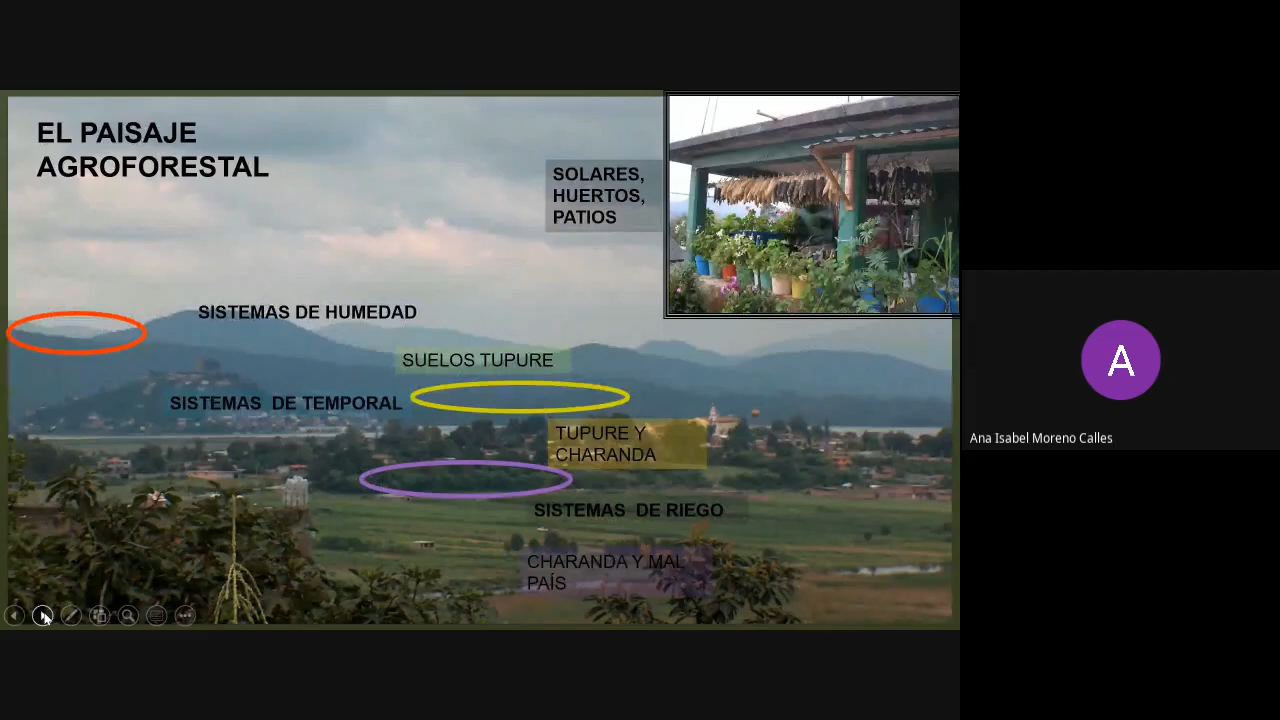 EL PAISAJE
AGROFORESTAL
SOLARES,
HUERTOS,
PATIOS
SISTEMAS DE HUMEDAD
SUELOS TUPURE
SISTEMAS DE TEMPORAL
TUPURE Y
CHARANDA
SISTEMAS DE RIEGO
CHARANDA Y MAL
PAÍS
A
Ana Isabel Moreno Calles